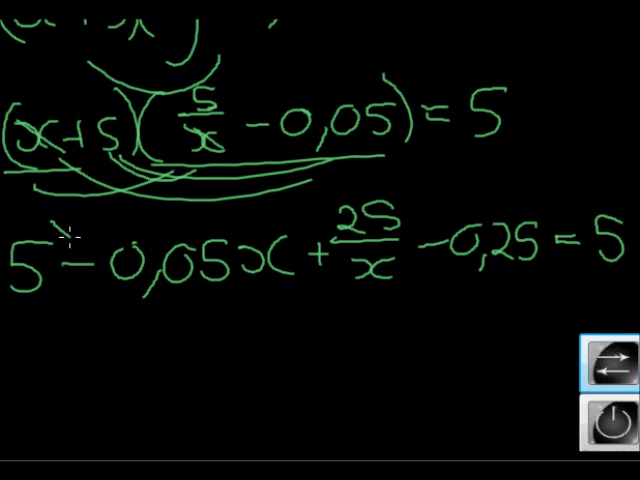 (x+5)(5/x - 0,05) = 5
5 - 0,05x + 25/x - 0,25 = 5